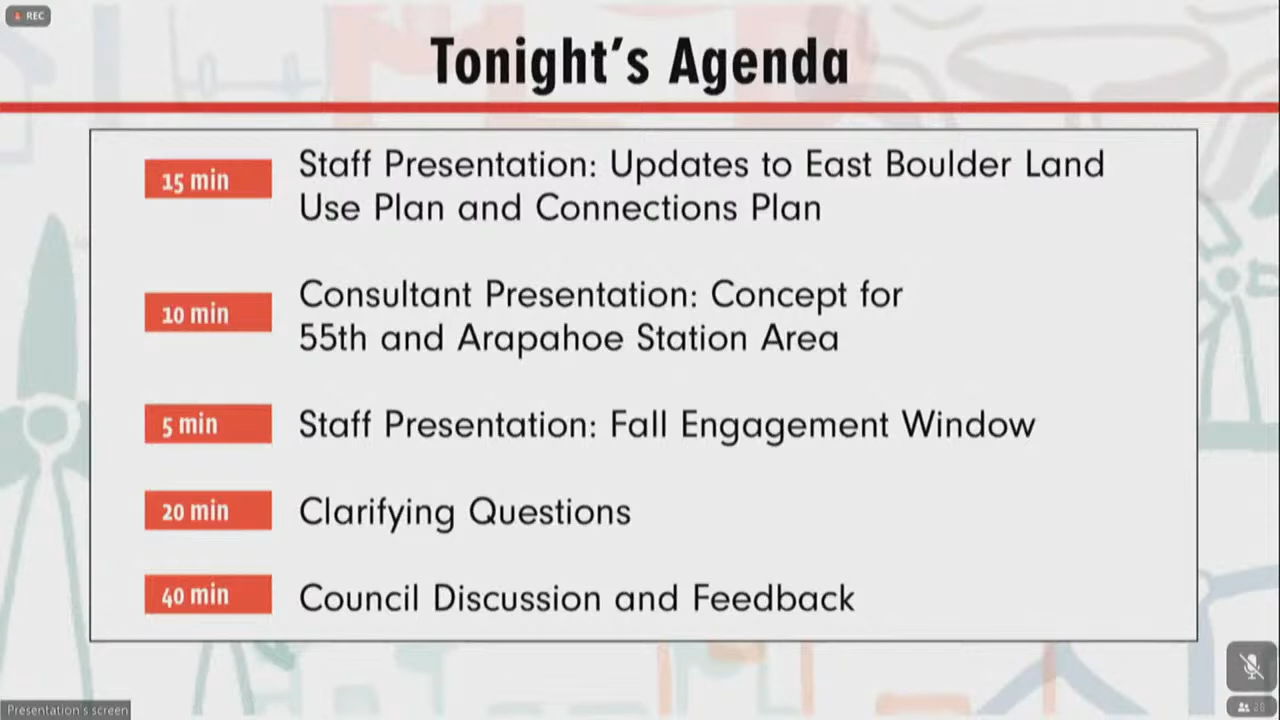 REC
Tonight's Agenda
15 min
Staff Presentation: Updates to East Boulder Land
Use Plan and Connections Plan
10 min
Consultant Presentation: Concept for
55th and Arapahoe Station Area
5 min
Staff Presentation: Fall Engagement Window
20 min
Clarifying Questions
40 min
Council Discussion and Feedback
Presentation's screen